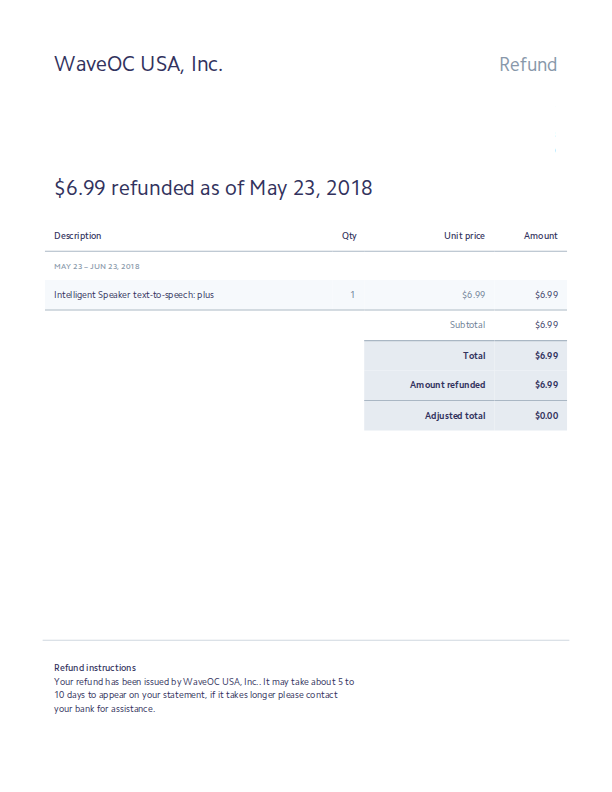 WaveOC USA, Inc. Refund
$6.99 refunded as of May 23, 2018
Description Qty Unit price Amount
MAY 23 – JUN 23, 2018
Intelligent Speaker text-to-speech: plus 1 $6.99 $6.99
Subtotal $6.99
Total $6.99
Amount refunded $6.99
Adjusted total $0.00
Refund instructions
Your refund has been issued by WaveOC USA, Inc.. It may take about 5 to
10 days to appear on your statement, if it takes longer please contact
your bank for assistance.